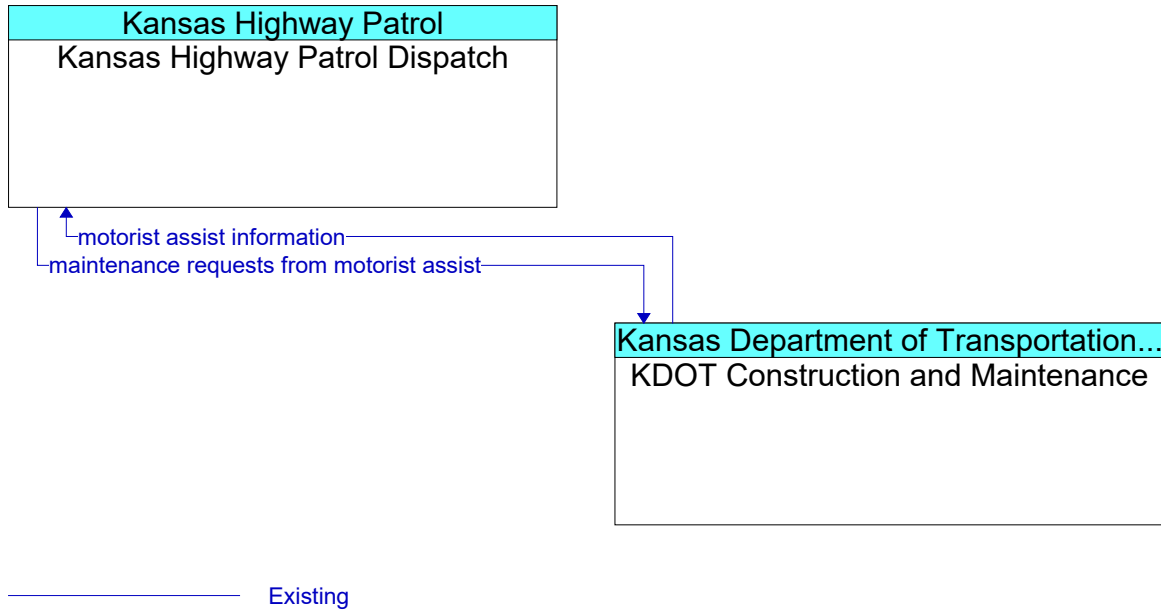 Kansas Highway Patrol
Kansas Highway Patrol Dispatch
motorist assist information
maintenance requests from motorist assist
Kansas Department of Transportation...
KDOT Construction and Maintenance
Existing